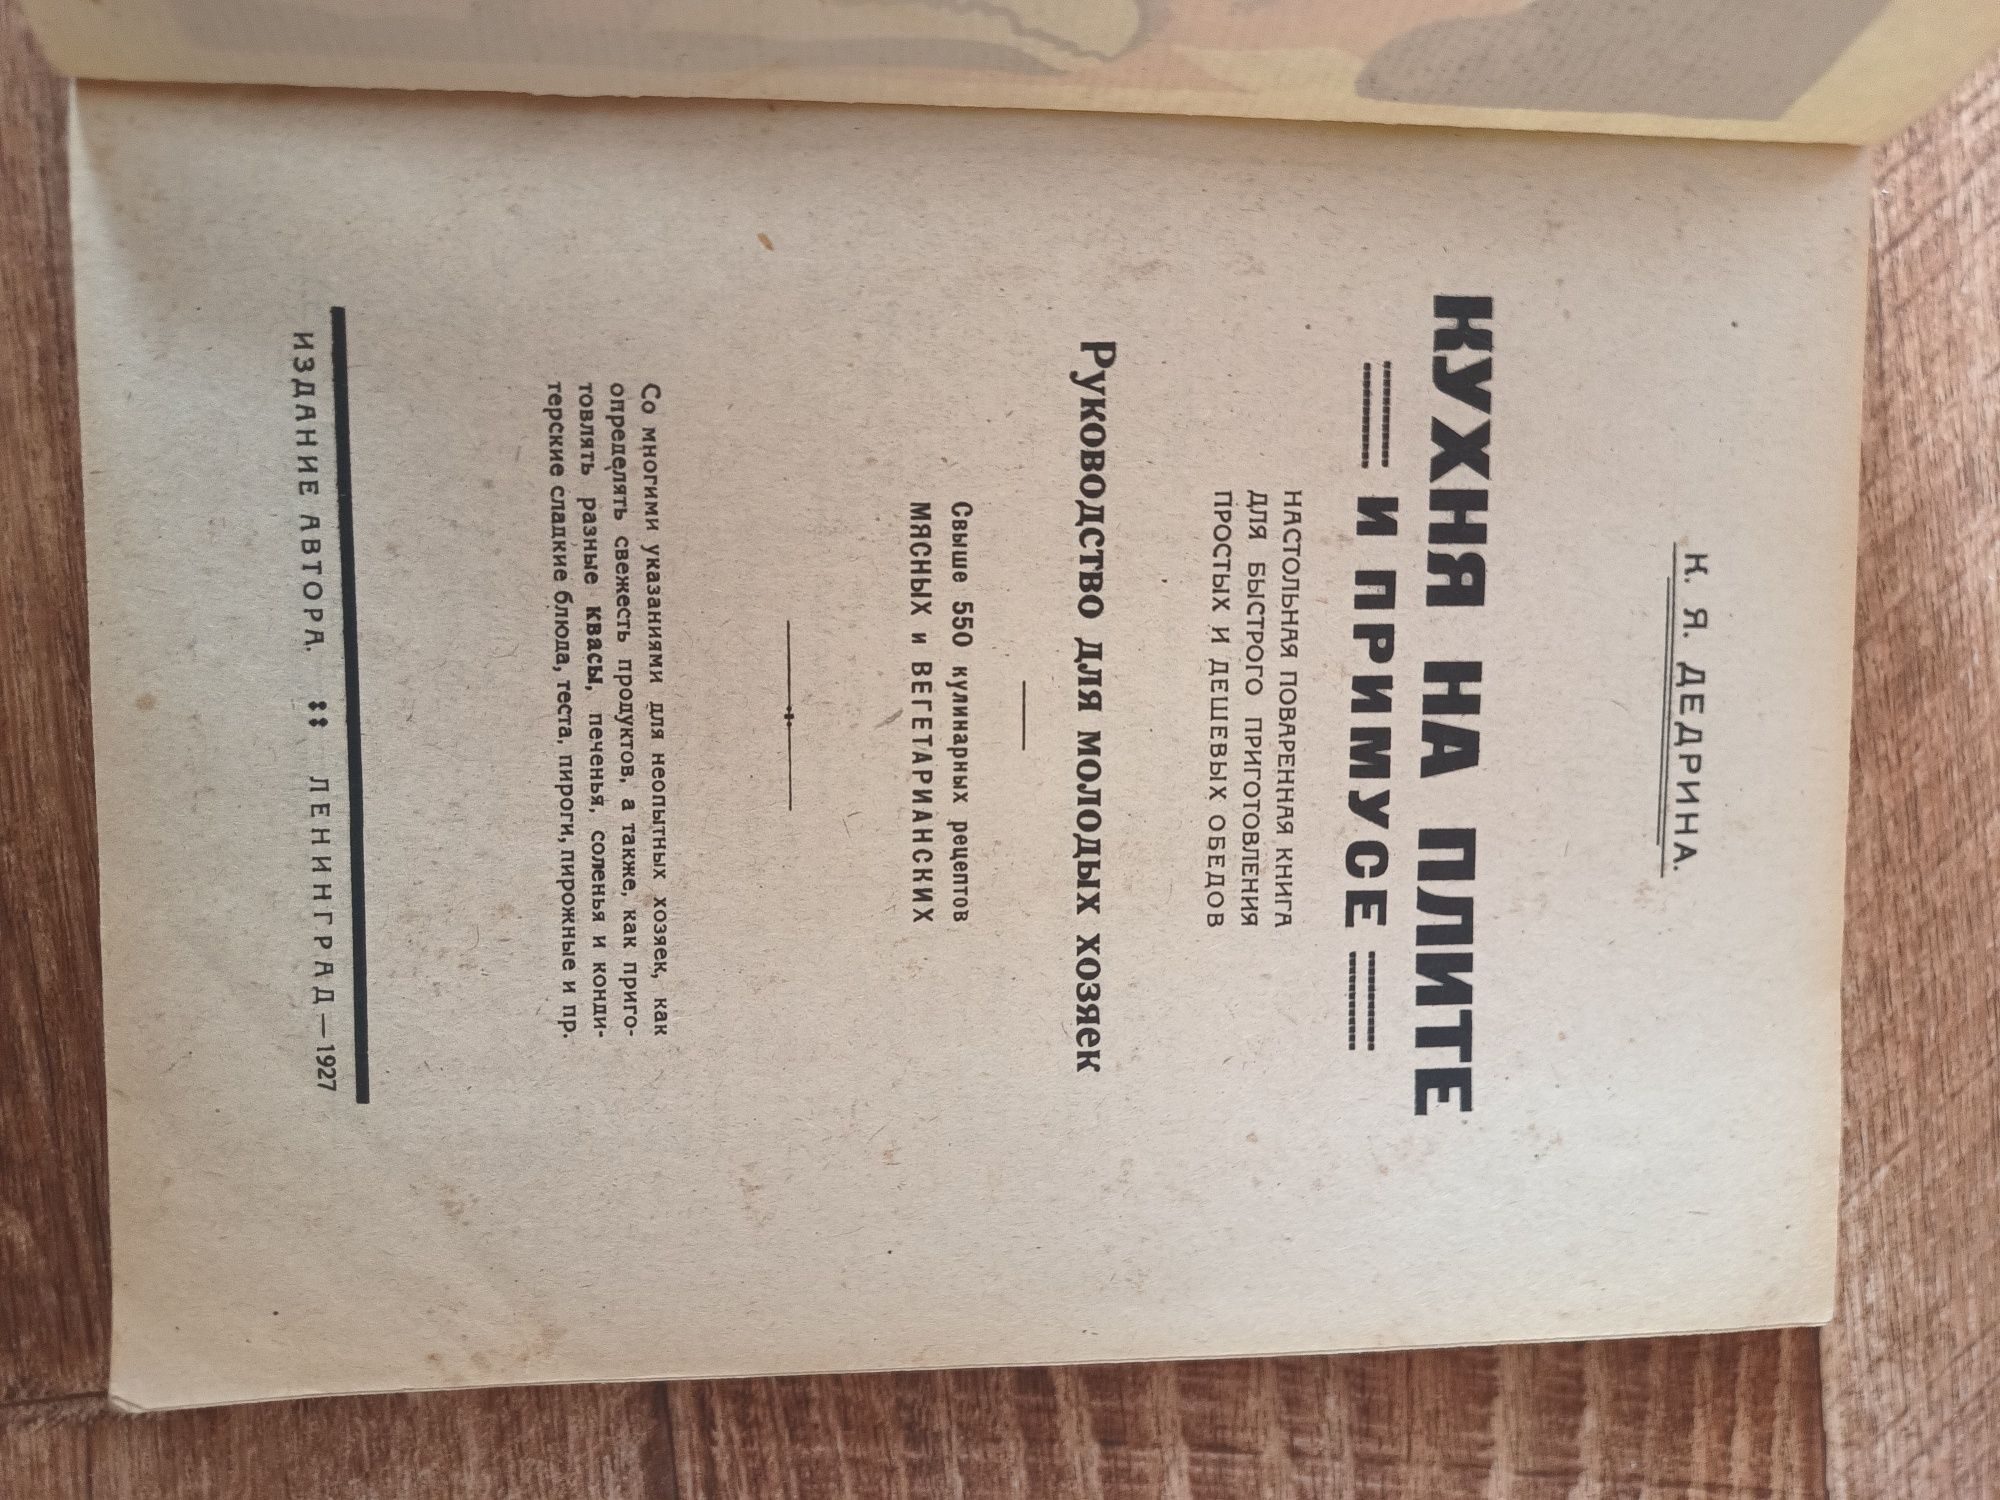 К. Я. ДЕДРИНА.
КУХНЯ НА ПЛИТЕ
И ПРИМУСЕ
НАСТОЛЬНАЯ ПОВАРЕННАЯ КНИГА
ДЛЯ БЫСТРОГО ПРИГОТОВЛЕНИЯ
ПРОСТЫХ И ДЕШЕВЫХ ОБЕДОВ
Руководство для молодых хозяек
Свыше 550 кулинарных рецептов
МЯСНЫХ и ВЕГЕТАРИАНСКИХ
Со многими указаниями для неопытных хозяек, как
определять свежесть продуктов, а также, как приго-
товлять разные квасы, печенья, соленья и конди-
терские сладкие блюда, теста, пироги, пирожные и пр.
ИЗДАНИЕ АВТОРА. ЛЕНИНГРАД—1927